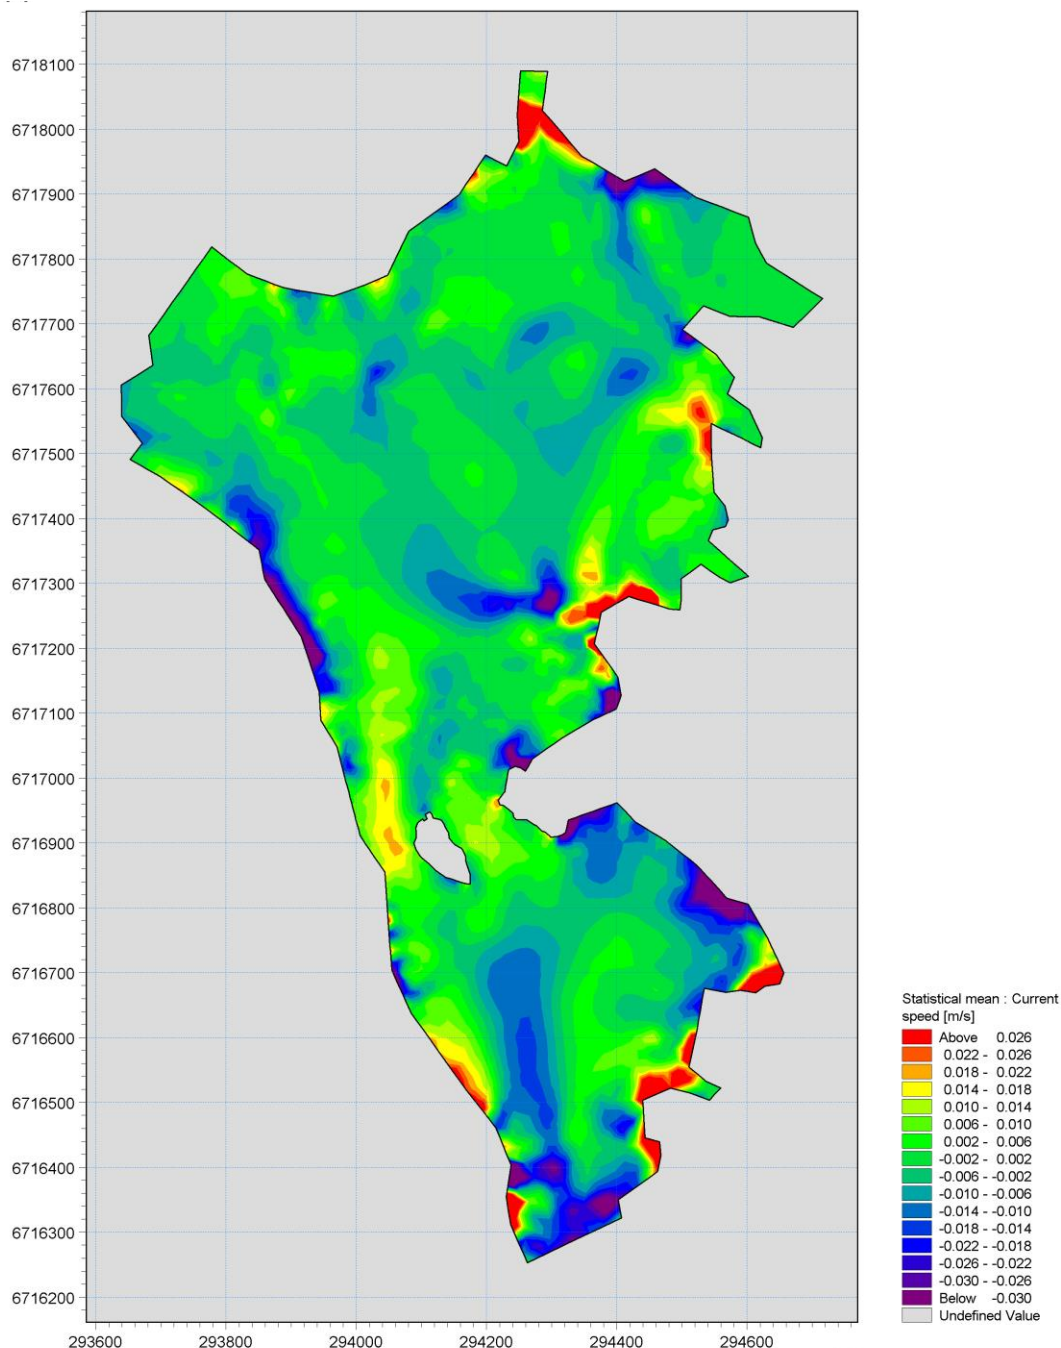 6718100
6718000
6717900
6717800
6717700
6717600
6717500
6717400
6717300
6717200
6717100
6717000
6716900
6716800
6716700
6716600
6716500
6716400
6716300
6716200
293600 293800 294000 294200 294400 294600
Statistical mean : Current
speed [m/s]
Above 0.026
0.022 - 0.026
0.018 - 0.022
0.014 - 0.018
0.010 - 0.014
0.006 - 0.010
0.002 - 0.006
-0.002 - 0.002
-0.006 - -0.002
-0.010 - -0.006
-0.014 - -0.010
-0.018 - -0.014
-0.022 - -0.018
-0.026 - -0.022
-0.030 - -0.026
Below -0.030
Undefined Value